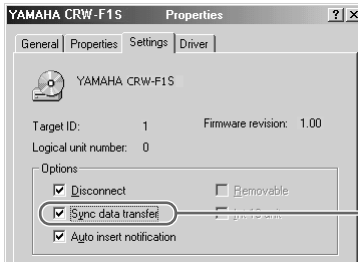 YAMAHA CRW-F1S Properties
General Properties Settings Driver
YAMAHA CRW-F1S
Target ID: 1 Firmware revision: 1.00
Logical unit number: 0
Options
Disconnect Removable
Sync data transfer
Auto insert notification